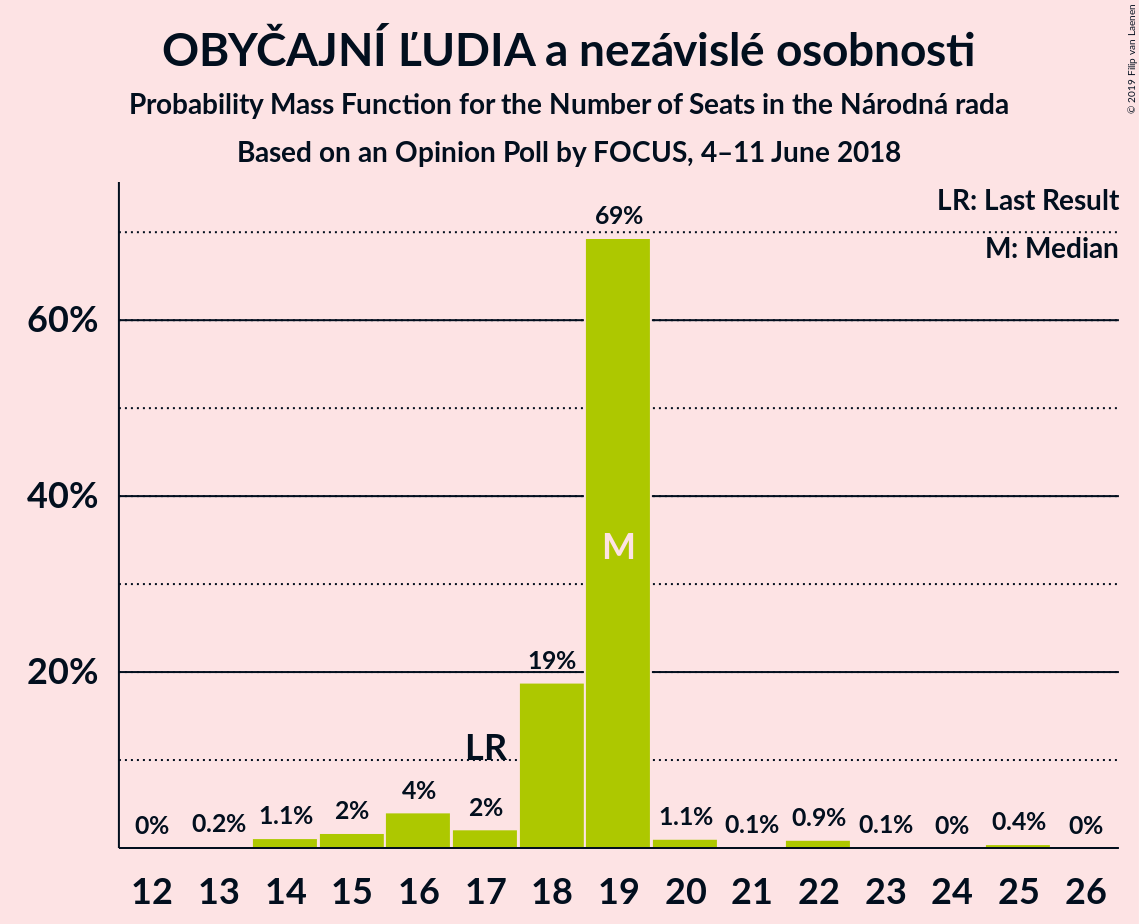 OBYČAJNÍ ĽUDIA a nezávislé osobnosti
Probability Mass Function for the Number of Seats in the Národná rada
Based on an Opinion Poll by FOCUS, 4–11 June 2018
© 2019 Filip van Laenen
LR: Last Result
M: Median
60%
40%
20%
0%
0.2%
1.1%
2%
4%
2%
19%
69%
1.1%
0.1%
0.9%
0.1%
0%
0.4%
0%
LR
M
12 13 14 15 16 17 18 19 20 21 22 23 24 25 26